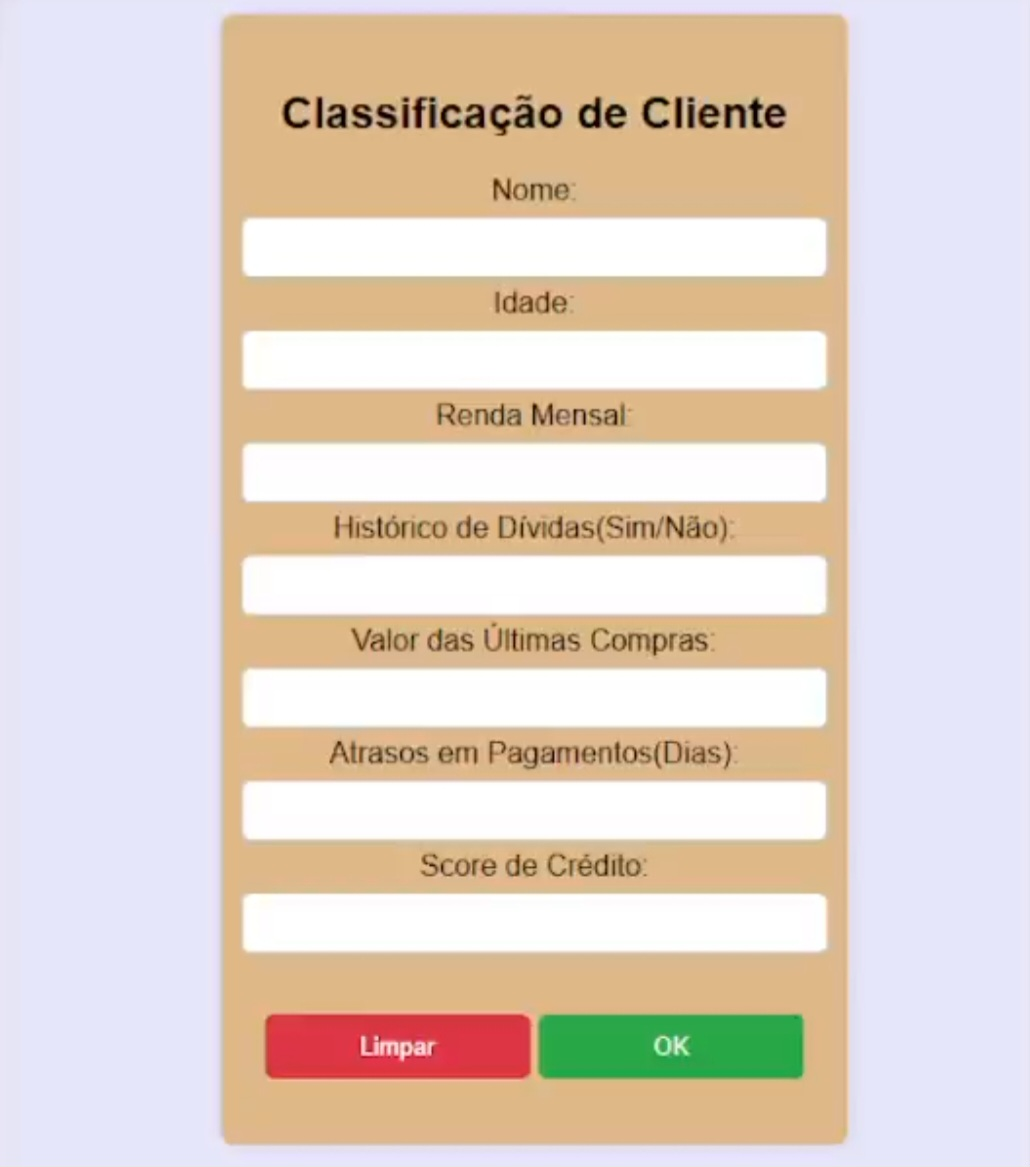 Classificação de Cliente
Nome:
Idade:
Renda Mensal:
Histórico de Dívidas(Sim/Não):
Valor das Últimas Compras:
Atrasos em Pagamentos(Dias):
Score de Crédito:
Limpar OK